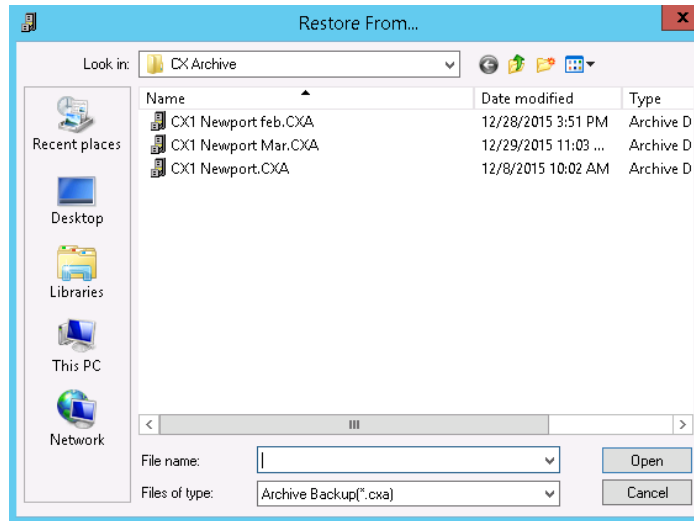 Restore From...
x
Look in: CX Archive
Name Date modified Type
CX1 Newport feb.CXA 12/28/2015 3:51 PM Archive D
CX1 Newport Mar.CXA 12/29/2015 11:03 ... Archive D
CX1 Newport.CXA 12/8/2015 10:02 AM Archive D
Recent places
Desktop
Libraries
This PC
Network
File name: Open
Files of type: Archive Backup(*.cxa) Cancel